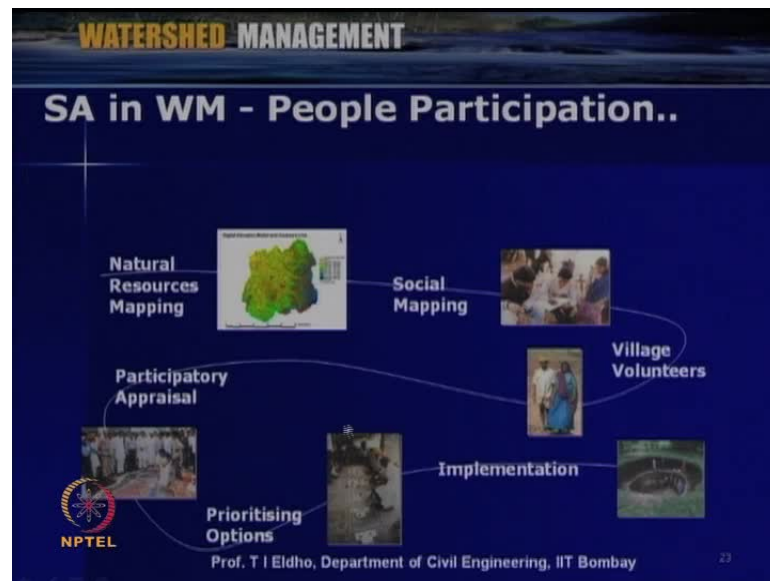 WATERSHED MANAGEMENT
SA in WM - People Participation..
Natural
Resources
Mapping
Social
Mapping
Village
Volunteers
Participatory
Appraisal
Prioritising
Options
Implementation
NPTEL
Prof. T I Eldho, Department of Civil Engineering, IIT Bombay
23